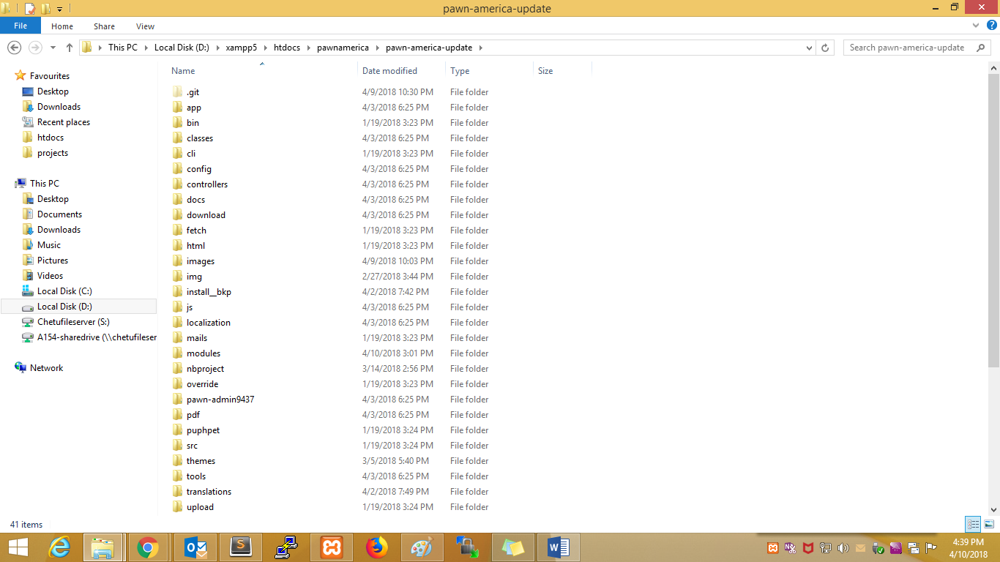 pawn-america-update
File Home Share View
This PC Local Disk (D:) xampp5 htdocs pawnamerica pawn-america-update Search pawn-america-update
Favourites
Desktop
Downloads
Recent places
htdocs
projects
This PC
Desktop
Documents
Downloads
Music
Pictures
Videos
Local Disk (C:)
Local Disk (D:)
Chetufileserver (S:)
A154-sharedrive (\\chetufileser
Network
Name Date modified Type Size
.git 4/9/2018 10:30 PM File folder
app 4/3/2018 6:25 PM File folder
bin 1/19/2018 3:23 PM File folder
classes 4/3/2018 6:25 PM File folder
cli 1/19/2018 3:23 PM File folder
config 4/3/2018 6:25 PM File folder
controllers 4/3/2018 6:25 PM File folder
docs 4/3/2018 6:25 PM File folder
download 4/3/2018 6:25 PM File folder
fetch 1/19/2018 3:23 PM File folder
html 1/19/2018 3:23 PM File folder
images 4/9/2018 10:03 PM File folder
img 2/27/2018 3:44 PM File folder
install__bkp 4/2/2018 7:42 PM File folder
js 4/3/2018 6:25 PM File folder
localization 4/3/2018 6:25 PM File folder
mails 1/19/2018 3:23 PM File folder
modules 4/10/2018 3:01 PM File folder
nbproject 3/14/2018 2:56 PM File folder
override 1/19/2018 3:23 PM File folder
pawn-admin9437 4/3/2018 6:25 PM File folder
pdf 4/3/2018 6:25 PM File folder
puphpet 1/19/2018 3:24 PM File folder
src 1/19/2018 3:24 PM File folder
themes 3/5/2018 5:40 PM File folder
tools 4/3/2018 6:25 PM File folder
translations 4/2/2018 7:49 PM File folder
upload 1/19/2018 3:24 PM File folder
41 items
4:39 PM
4/10/2018